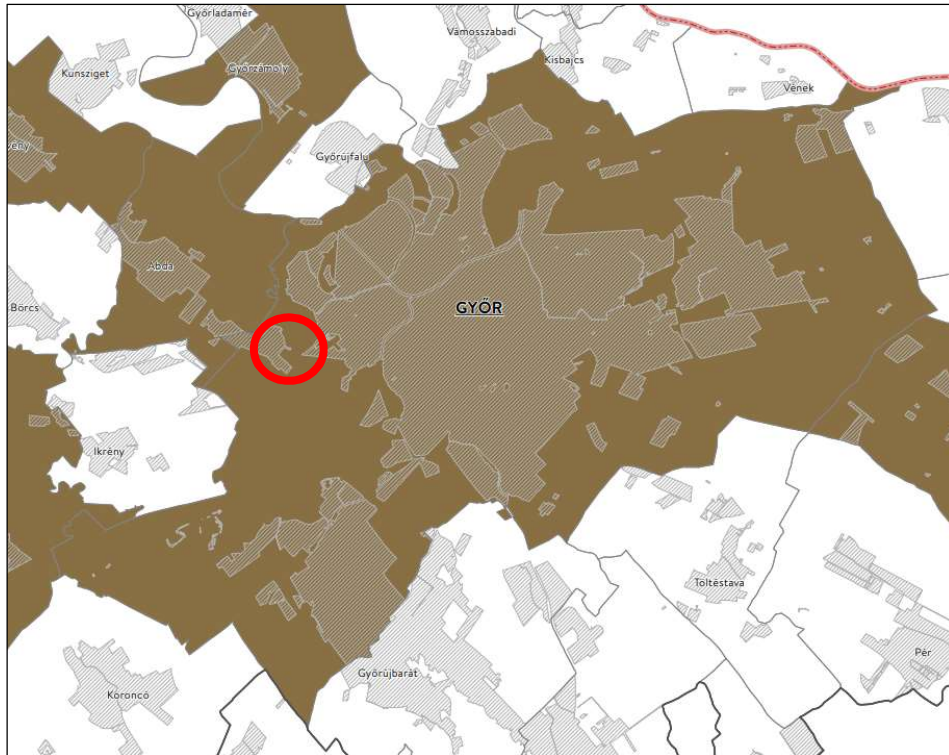 Győrladamér
Vámosszabadi
Kisbajcs
Kunsziget
Győrzámoly
Vének
Győrújfalu
Abda
Börcs
GYŐR
Ikrény
Töltéstava
Pér
Győrújbarát
Koroncó